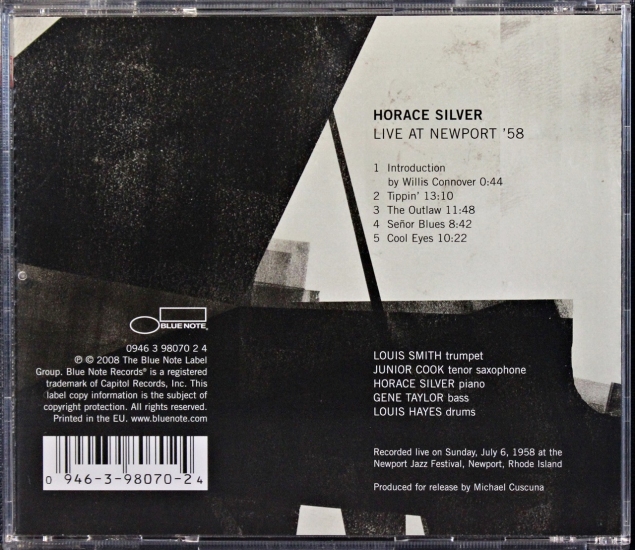 HORACE SILVER
LIVE AT NEWPORT '58
1 Introduction
by Willis Connover 0:44
2 Tippin' 13:10
3 The Outlaw 11:48
4 Señor Blues 8:42
5 Cool Eyes 10:22
BLUE NOTE®
0946 3 98070 2 4
℗ © 2008 The Blue Note Label
Group. Blue Note Records® is a registered
trademark of Capitol Records, Inc. This
label copy information is the subject of
copyright protection. All rights reserved.
Printed in the EU. www.bluenote.com
0 946-3-98070-2 4
LOUIS SMITH trumpet
JUNIOR COOK tenor saxophone
HORACE SILVER piano
GENE TAYLOR bass
LOUIS HAYES drums
Recorded live on Sunday, July 6, 1958 at the
Newport Jazz Festival, Newport, Rhode Island
Produced for release by Michael Cuscuna